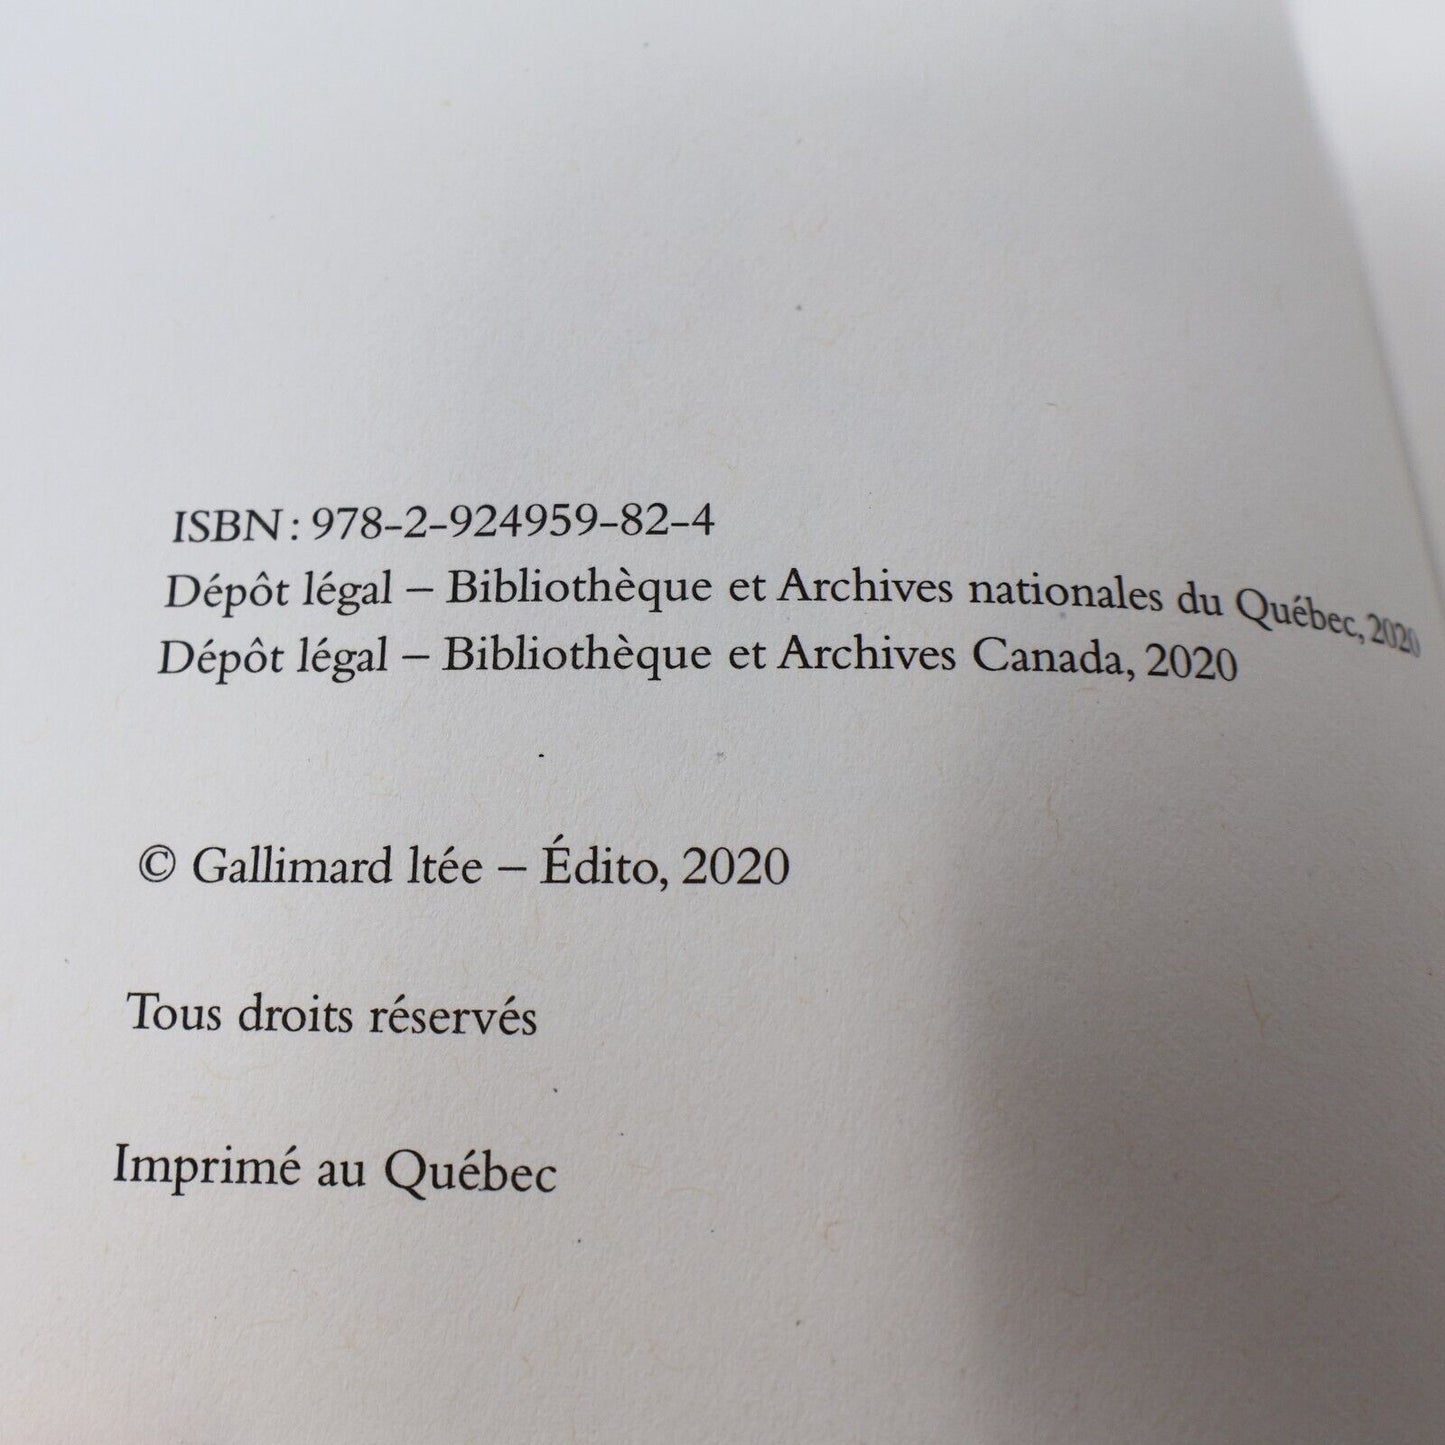 ISBN : 978-2-924959-82-4
Dépôt légal – Bibliothèque et Archives nationales du Québec, 2020
Dépôt légal – Bibliothèque et Archives Canada, 2020
© Gallimard ltée – Édito, 2020
Tous droits réservés
Imprimé au Québec